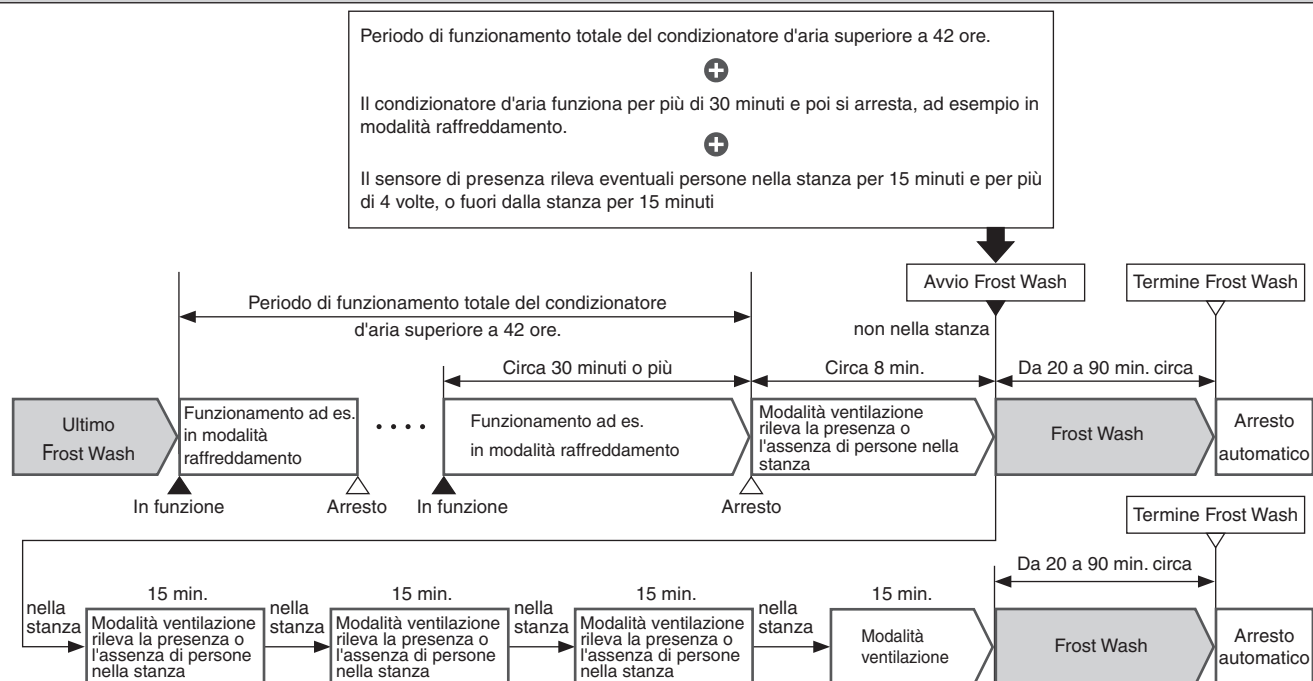 Periodo di funzionamento totale del condizionatore d'aria superiore a 42 ore.
Il condizionatore d'aria funziona per più di 30 minuti e poi si arresta, ad esempio in
modalità raffreddamento.
Il sensore di presenza rileva eventuali persone nella stanza per 15 minuti e per più
di 4 volte, o fuori dalla stanza per 15 minuti
Avvio Frost Wash
Termine Frost Wash
Periodo di funzionamento totale del condizionatore
d'aria superiore a 42 ore.
non nella stanza
Circa 30 minuti o più
Circa 8 min.
Da 20 a 90 min. circa
Ultimo
Frost Wash
Funzionamento ad es.
in modalità
raffreddamento
Funzionamento ad es.
in modalità raffreddamento
Modalità ventilazione
rileva la presenza o
l'assenza di persone nella
stanza
Frost Wash
Arresto
automatico
In funzione
Arresto
In funzione
Arresto
Termine Frost Wash
Da 20 a 90 min. circa
nella
stanza
15 min.
Modalità ventilazione
rileva la presenza o
l'assenza di persone
nella stanza
nella
stanza
15 min.
Modalità ventilazione
rileva la presenza o
l'assenza di persone
nella stanza
nella
stanza
15 min.
Modalità ventilazione
rileva la presenza o
l'assenza di persone
nella stanza
nella
stanza
15 min.
Modalità
ventilazione
Frost Wash
Arresto
automatico